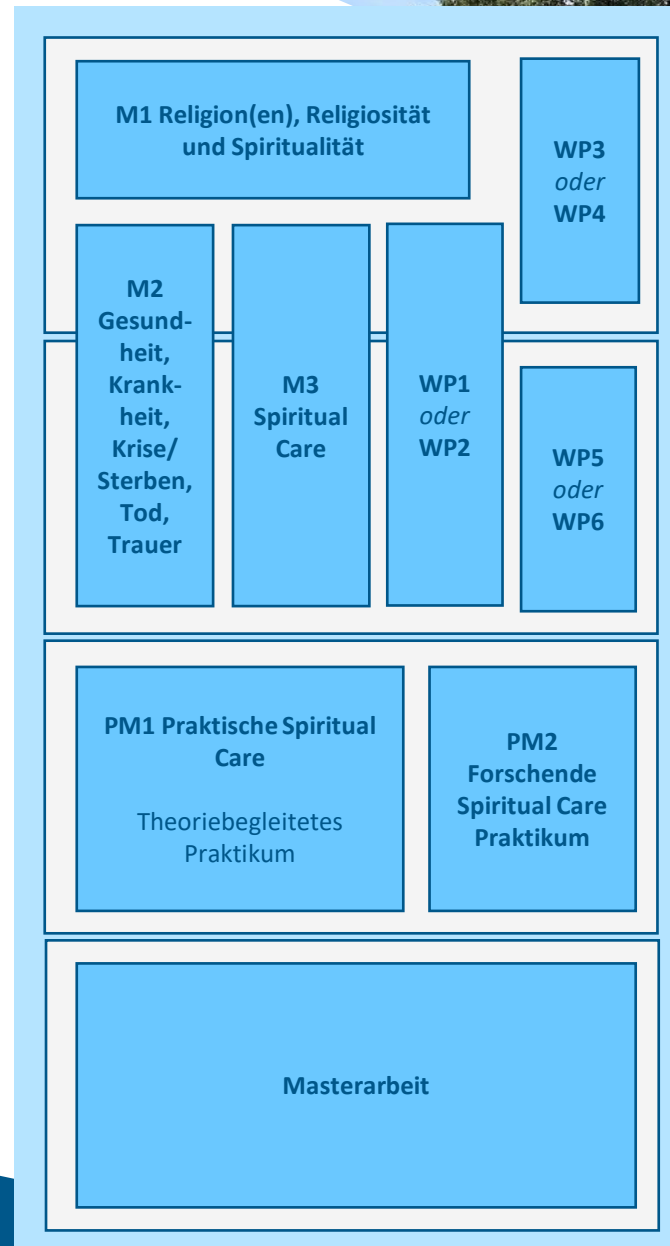 M1 Religion(en), Religiosität
und Spiritualität
WP3
oder
WP4
M2
Gesund-
heit,
Krank-
heit,
Krise/
Sterben,
Tod,
Trauer
M3
Spiritual
Care
WP1
oder
WP2
WP5
oder
WP6
PM1 Praktische Spiritual
Care
Theoriebegleitetes
Praktikum
PM2
Forschende
Spiritual Care
Praktikum
Masterarbeit